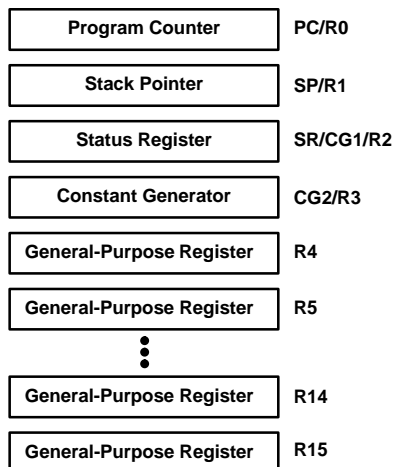 Program Counter PC/R0
Stack Pointer SP/R1
Status Register SR/CG1/R2
Constant Generator CG2/R3
General-Purpose Register R4
General-Purpose Register R5
General-Purpose Register R14
General-Purpose Register R15